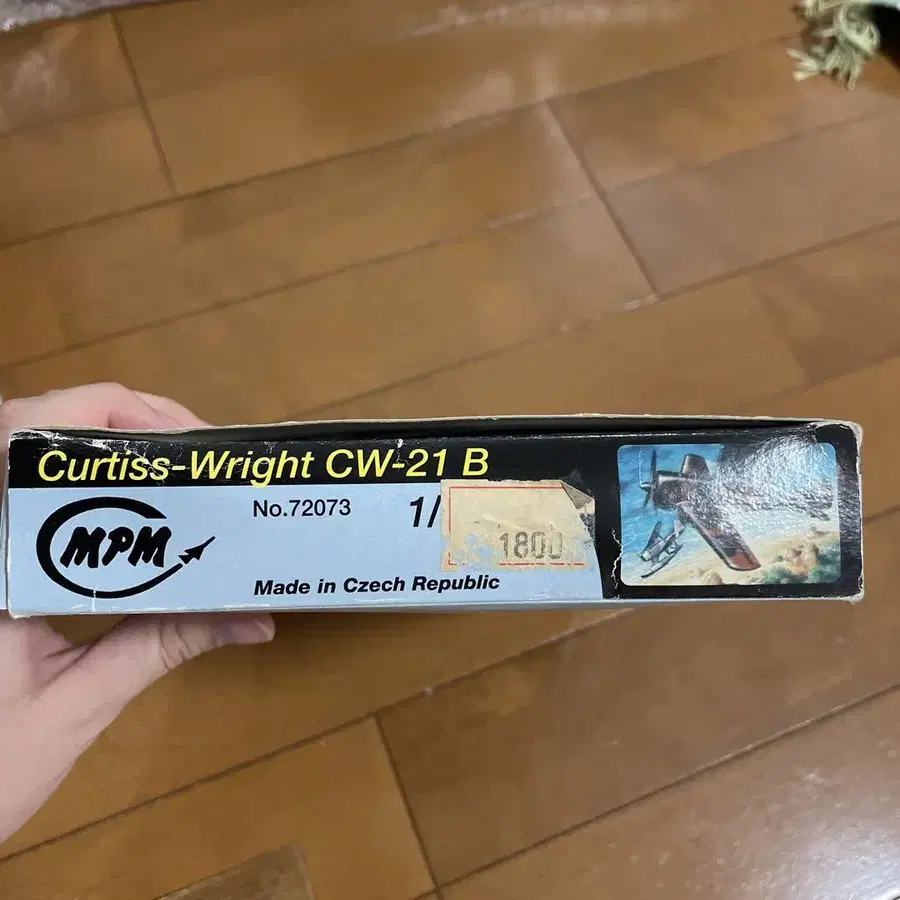 Curtiss-Wright CW-21 B
No.72073 1/
1800
MPM
Made in Czech Republic